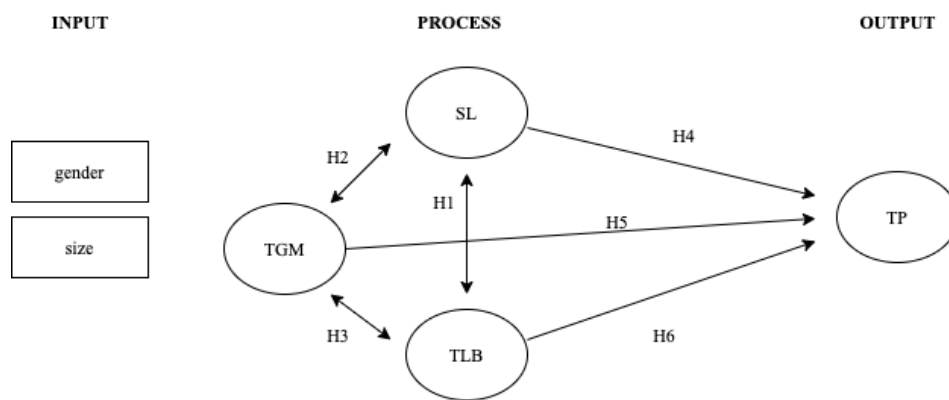 INPUT
PROCESS
OUTPUT
SL
H4
H2
gender
H1
TP
H5
size
TGM
H3
H6
TLB